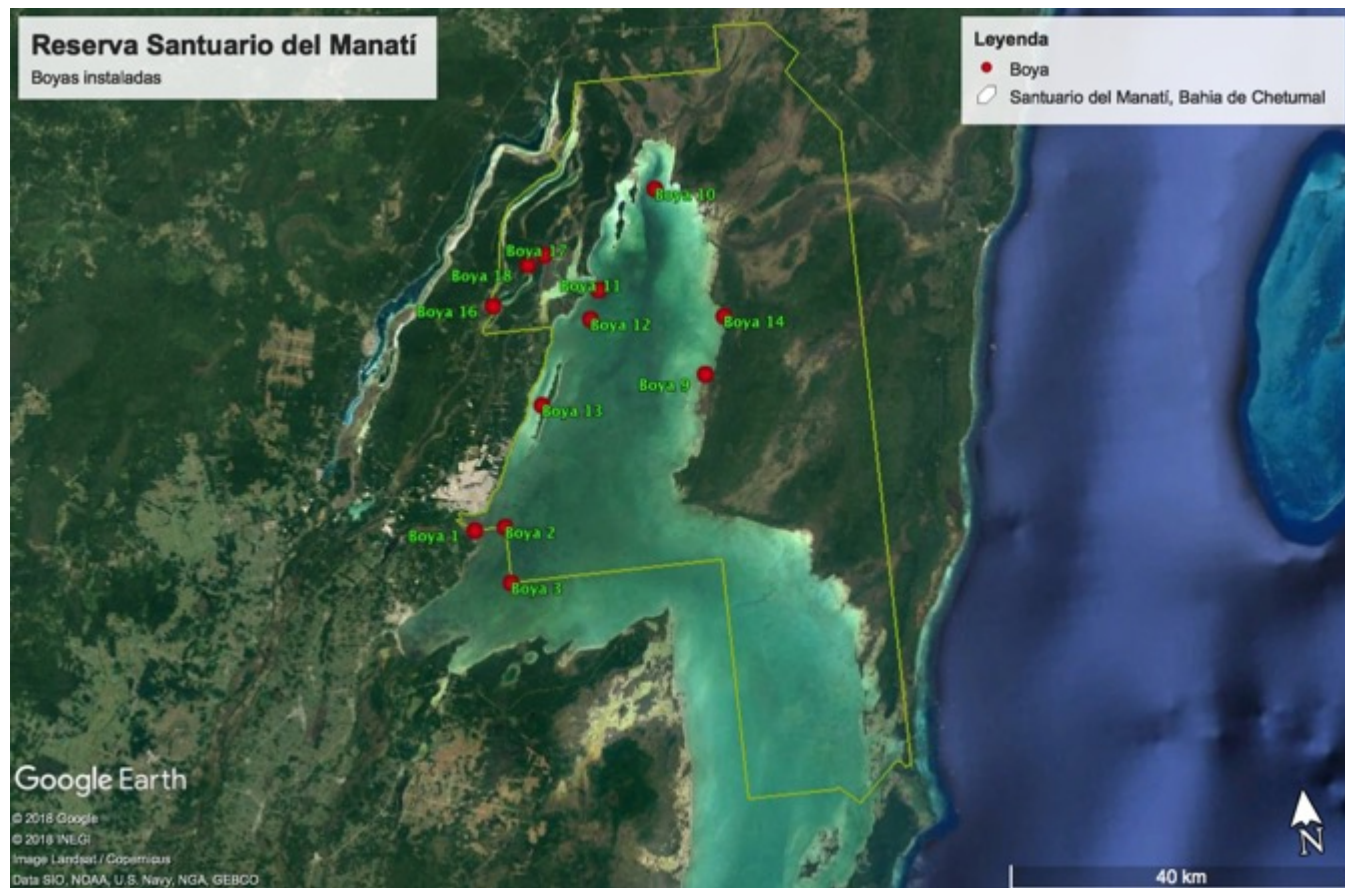 Reserva Santuario del Manatí
Boyas instaladas
Leyenda
Boya
Santuario del Manatí, Bahia de Chetumal
Boya 10
Boya 17
Boya 18
Boya 11
Boya 16
Boya 12
Boya 14
Boya 9
Boya 13
Boya 1
Boya 2
Boya 3
Google Earth
© 2018 Google
© 2018 INEGI
Image Landsat / Copernicus
Data SIO, NOAA, U.S. Navy, NGA, GEBCO
N
40 km